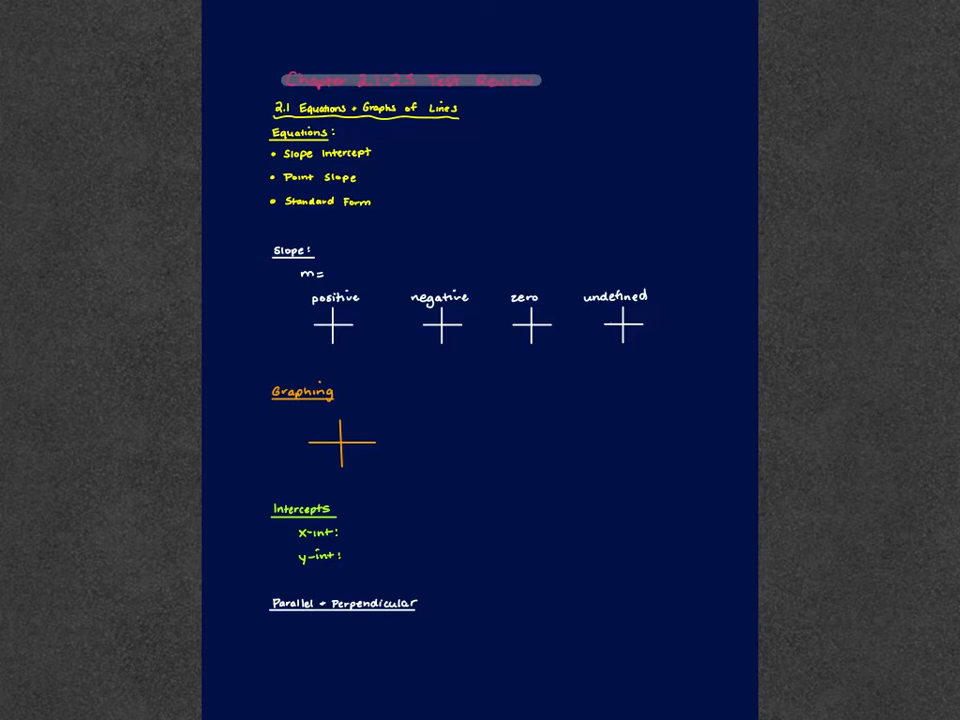 Chapter 2.1-2.5 Test Review
2.1 Equations + Graphs of Lines
Equations:
• Slope Intercept
• Point Slope
• Standard Form
Slope:
m=
positive negative zero undefined
Graphing
Intercepts
x-int:
y-int:
Parallel + Perpendicular